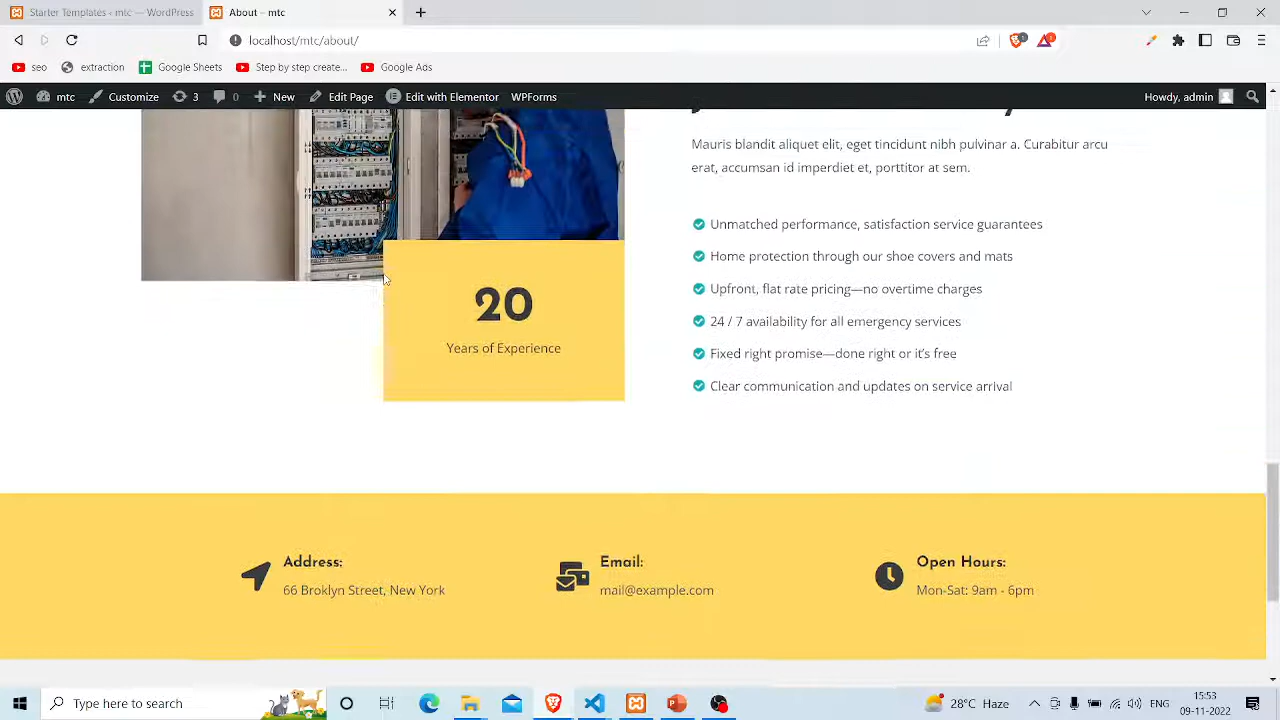 Starter Templates ‹ mtc — WordPress
About – mtc
localhost/mtc/about/
seo
extraction
Google Sheets
Step by step create...
Google Ads
mtc
Customize
3
0
New
Edit Page
Edit with Elementor
WPForms
Howdy, admin
Mauris blandit aliquet elit, eget tincidunt nibh pulvinar a. Curabitur arcu
erat, accumsan id imperdiet et, porttitor at sem.
Unmatched performance, satisfaction service guarantees
Home protection through our shoe covers and mats
Upfront, flat rate pricing—no overtime charges
24 / 7 availability for all emergency services
Fixed right promise—done right or it’s free
Clear communication and updates on service arrival
20
Years of Experience
Address:
66 Broklyn Street, New York
Email:
mail@example.com
Open Hours:
Mon-Sat: 9am - 6pm
Type here to search
28°C Haze
ENG
15:53
09-11-2022